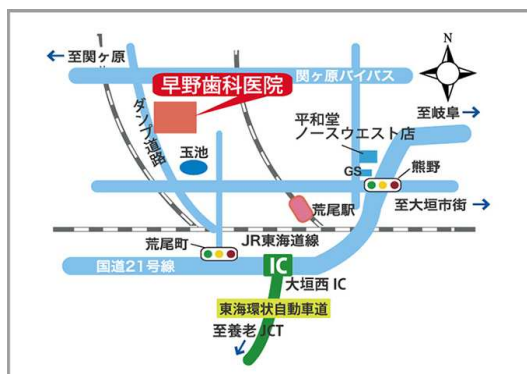 至関ヶ原
早野歯科医院
関ヶ原バイパス
N
至岐阜
ダンプ道路
平和堂
ノースウエスト店
玉池
GS
熊野
荒尾駅
至大垣市街
荒尾町
JR東海道線
国道21号線
IC
大垣西 IC
東海環状自動車道
至養老JCT